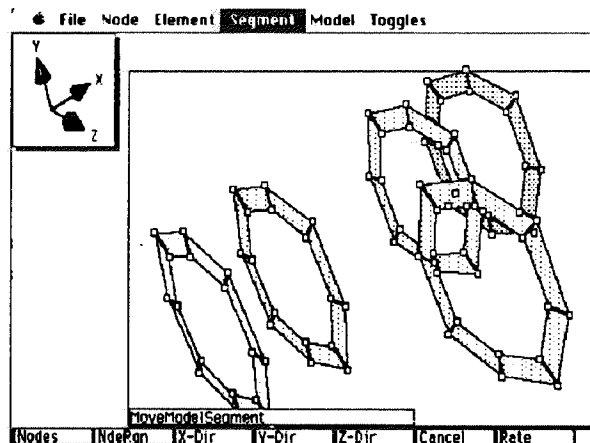 File Node Element Segment Model Toggles
Y
X
Z
MoveModelSegment
Nodes NdeRan X-Dir Y-Dir Z-Dir Cancel Rate